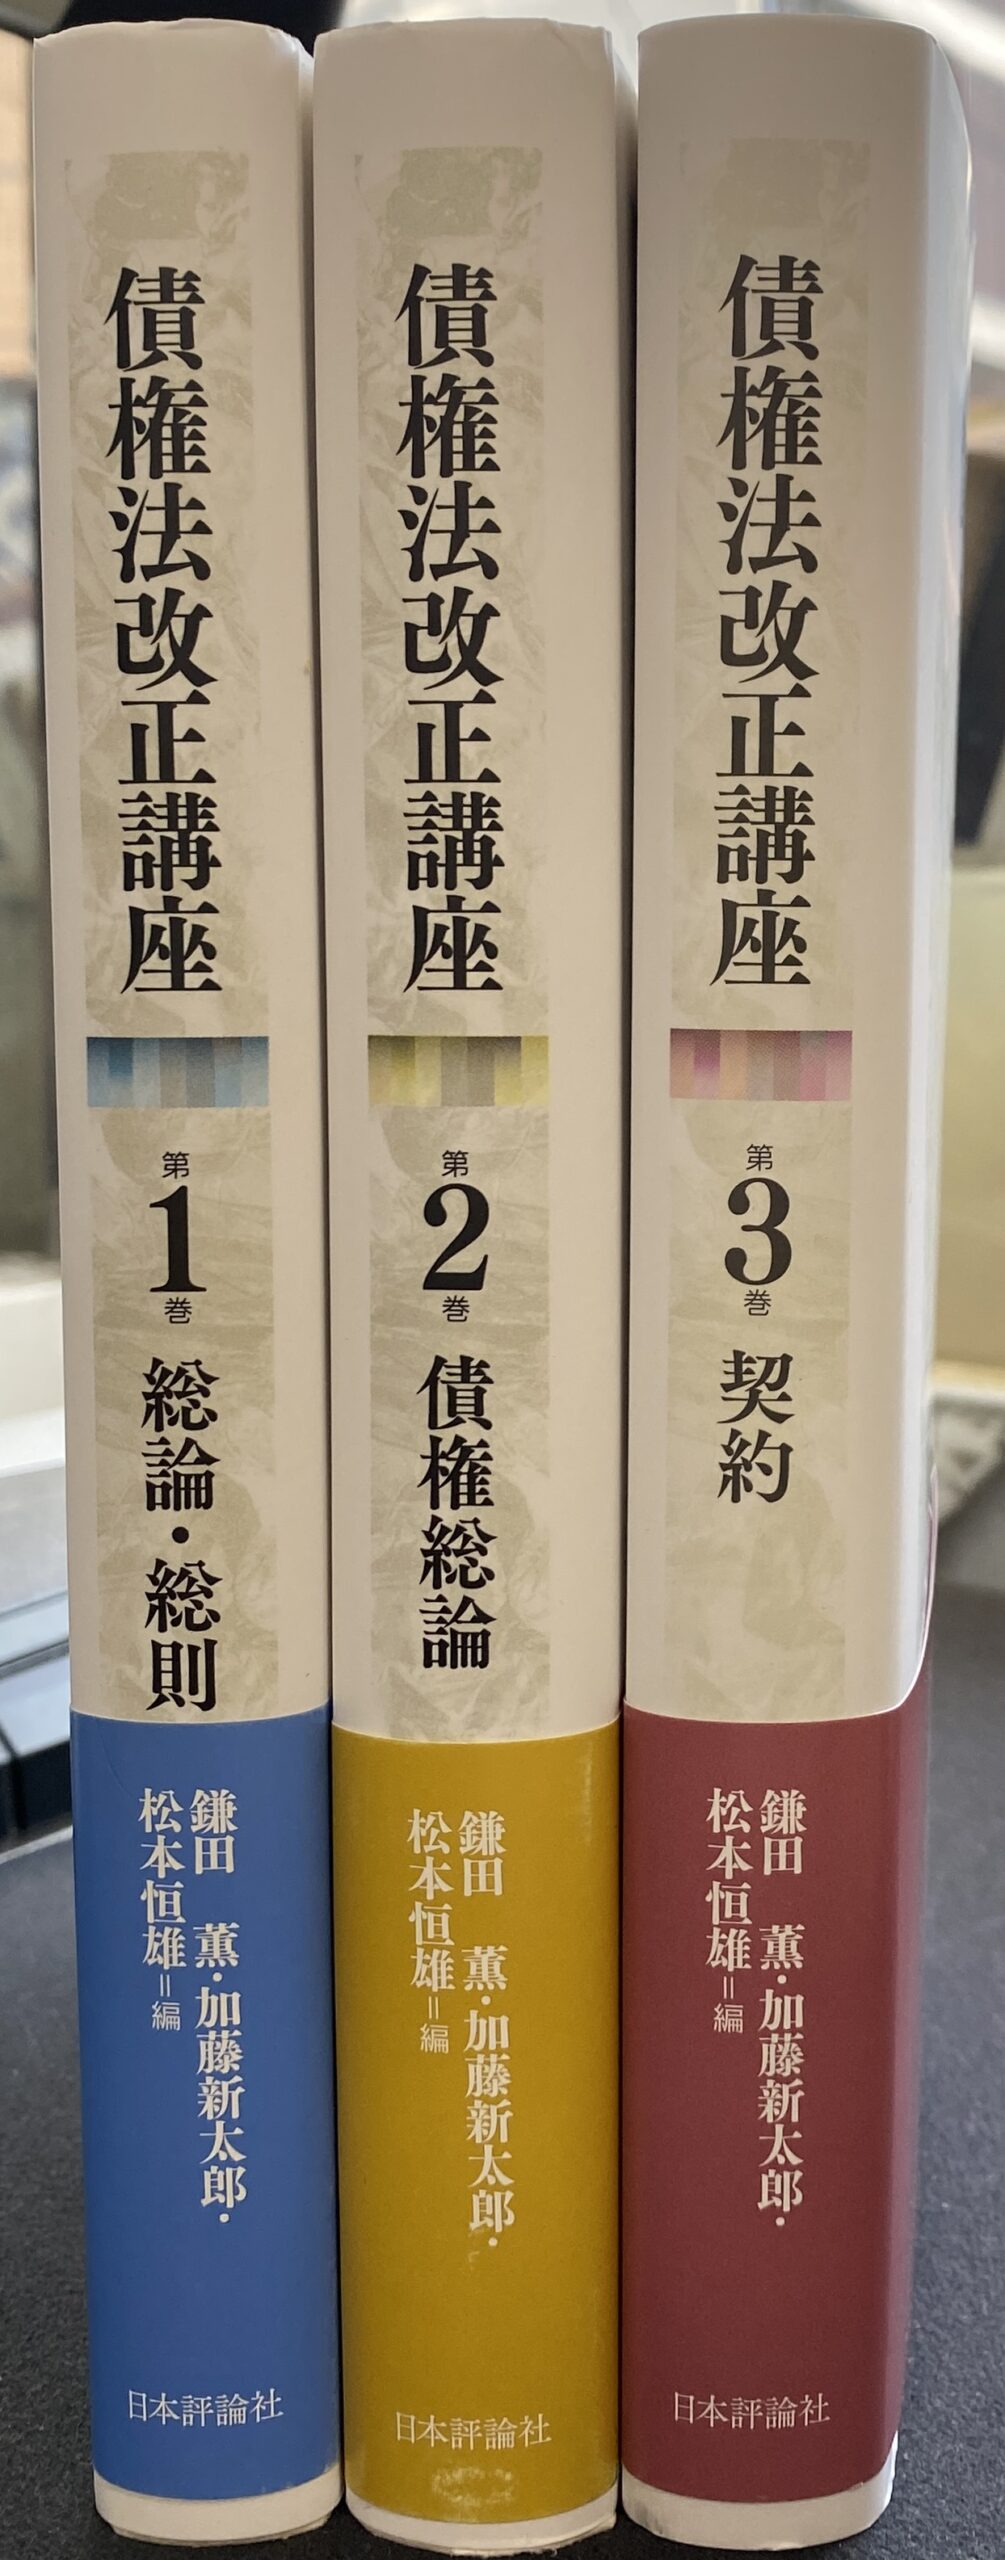 債権法改正講座
第1巻
総論・総則
鎌田 薫・加藤新太郎・
松本恒雄=編
日本評論社
債権法改正講座
第2巻
債権総論
鎌田 薫・加藤新太郎・
松本恒雄=編
日本評論社
債権法改正講座
第3巻
契約
鎌田 薫・加藤新太郎・
松本恒雄=編
日本評論社